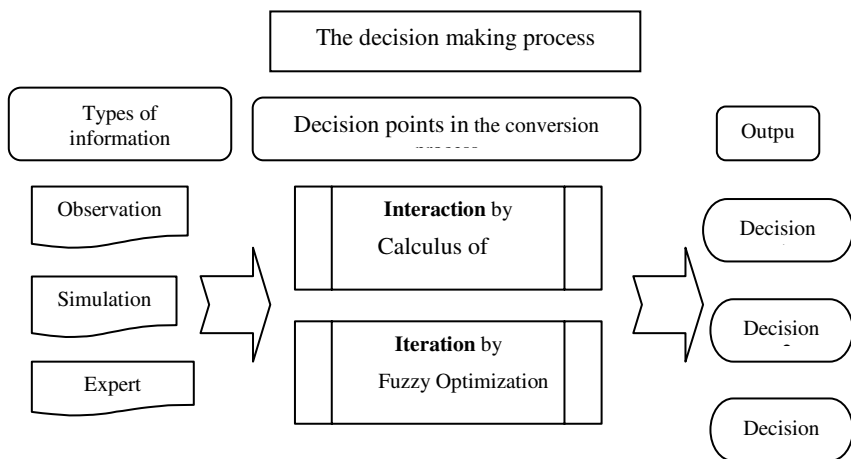 The decision making process
Types of
information
Decision points in the conversion
Outpu
Observation
Simulation
Expert
Interaction by
Calculus of
Iteration by
Fuzzy Optimization
Decision
Decision
Decision